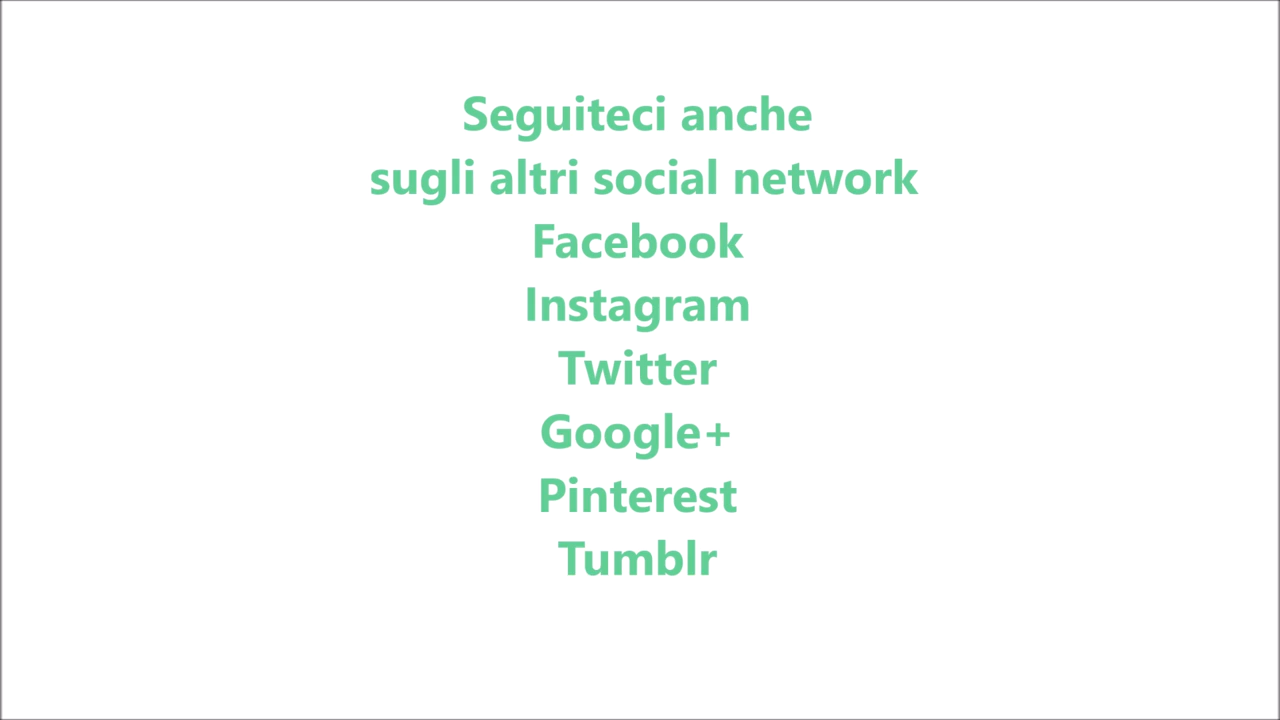 Seguiteci anche
sugli altri social network
Facebook
Instagram
Twitter
Google+
Pinterest
Tumblr